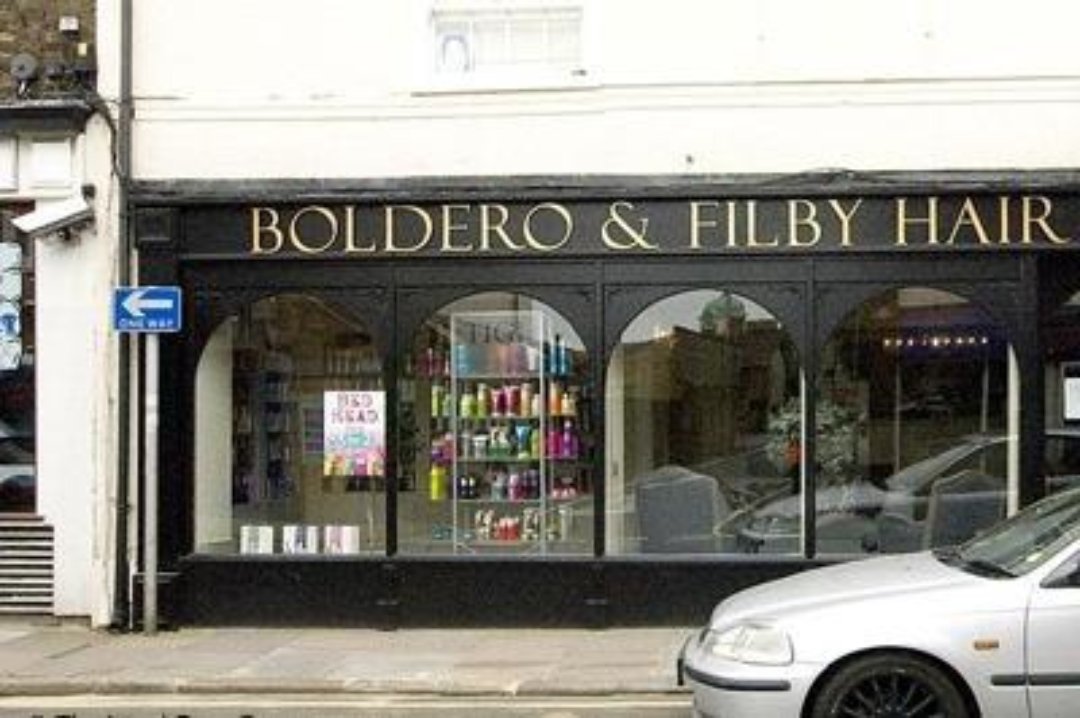 BOLDERO & FILBY HAIR
ONE WAY
TIGI
BED
HEAD